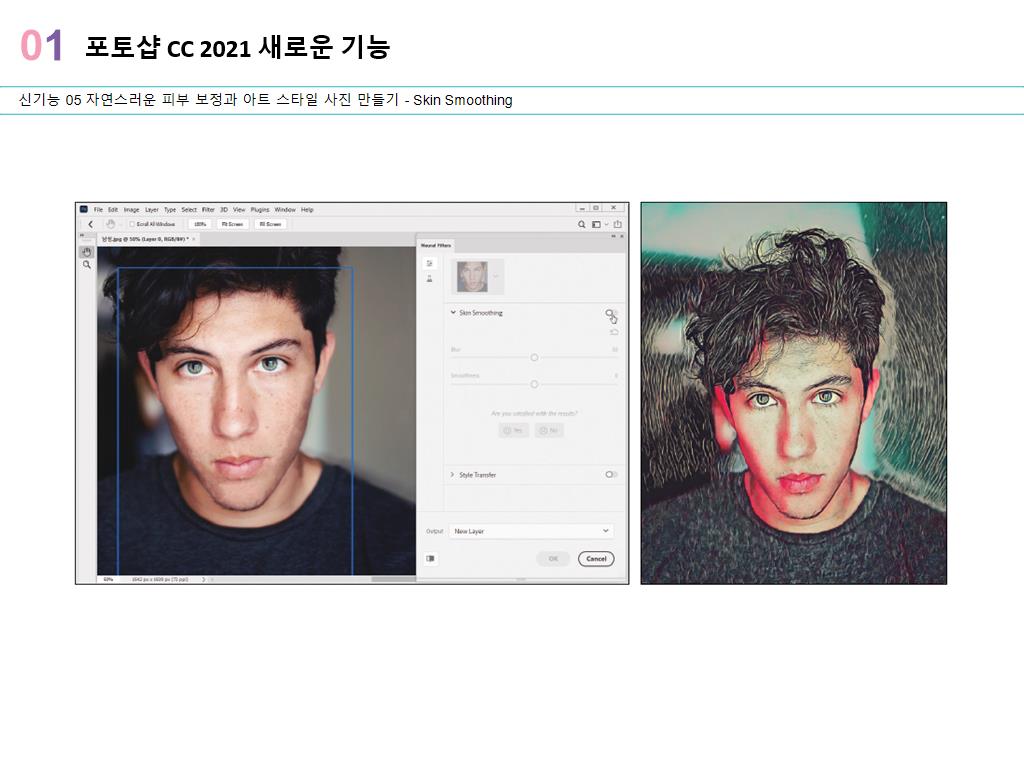 01 포토샵 CC 2021 새로운 기능
신기능 05 자연스러운 피부 보정과 아트 스타일 사진 만들기 - Skin Smoothing
File Edit Image Layer Type Select Filter 3D View Plugins Window Help
Scroll All Windows 100% Fit Screen Fill Screen
남성.jpg @ 50% (Layer 0, RGB/8#) *
Neural Filters
Skin Smoothing
Blur 50
Smoothness 0
Are you satisfied with the results?
Yes No
Style Transfer
Output New Layer
OK Cancel
50%